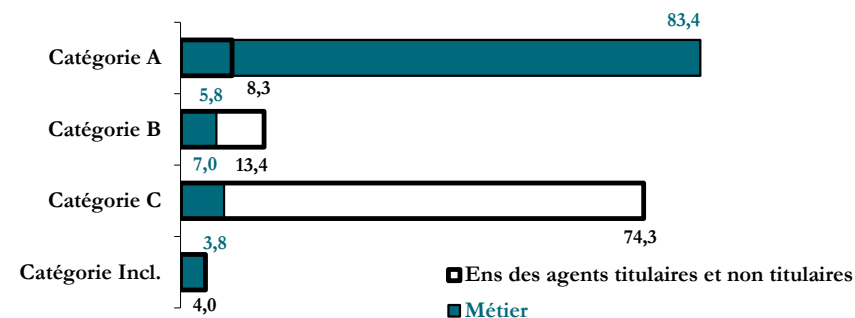 83,4
Catégorie A
5,8 8,3
Catégorie B
7,0 13,4
Catégorie C
74,3
3,8
Catégorie Incl.
Ens des agents titulaires et non titulaires
4,0
Métier